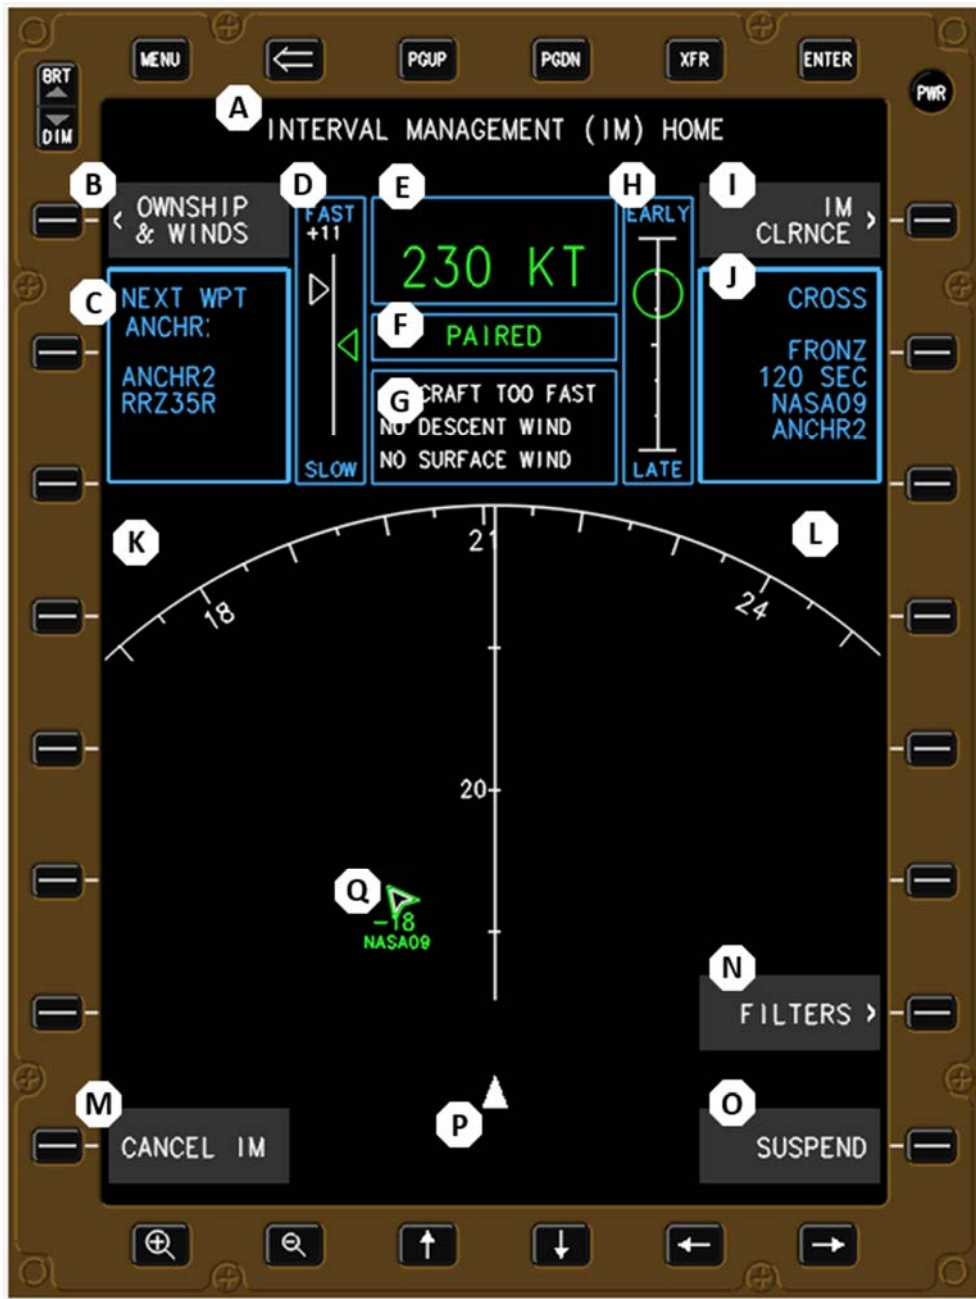 MENU
PGUP
PGDN
XFR
ENTER
BRT
DIM
PWR
A
INTERVAL MANAGEMENT (IM) HOME
B
< OWNSHIP
& WINDS
C
NEXT WPT
ANCHR:
ANCHR2
RRZ35R
D
FAST
+11
SLOW
E
230 KT
F
PAIRED
G
CRAFT TOO FAST
NO DESCENT WIND
NO SURFACE WIND
H
EARLY
LATE
I
IM
CLRNCE >
J
CROSS
FRONZ
120 SEC
NASA09
ANCHR2
K
L
18
21
24
20
Q
-18
NASA09
N
FILTERS >
M
CANCEL IM
P
O
SUSPEND